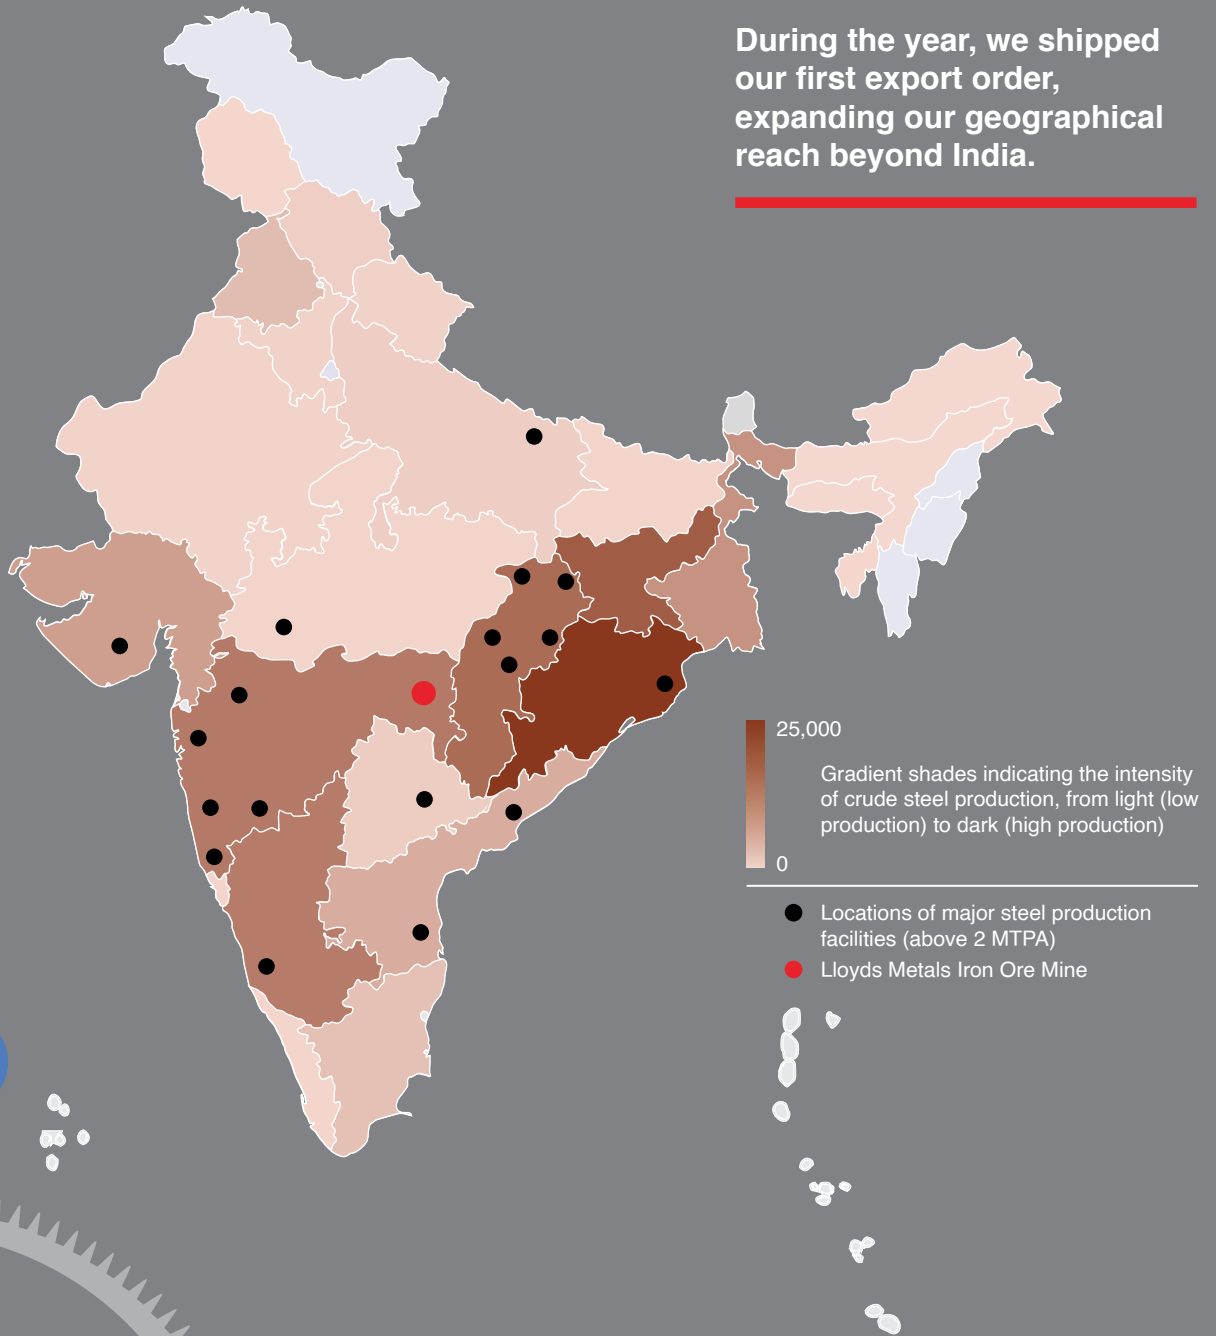 During the year, we shipped
our first export order,
expanding our geographical
reach beyond India.
25,000
Gradient shades indicating the intensity
of crude steel production, from light (low
production) to dark (high production)
0
Locations of major steel production
facilities (above 2 MTPA)
Lloyds Metals Iron Ore Mine